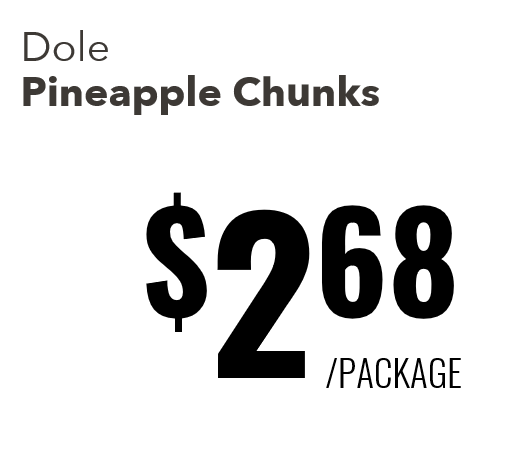 Dole
Pineapple Chunks
$268
/PACKAGE